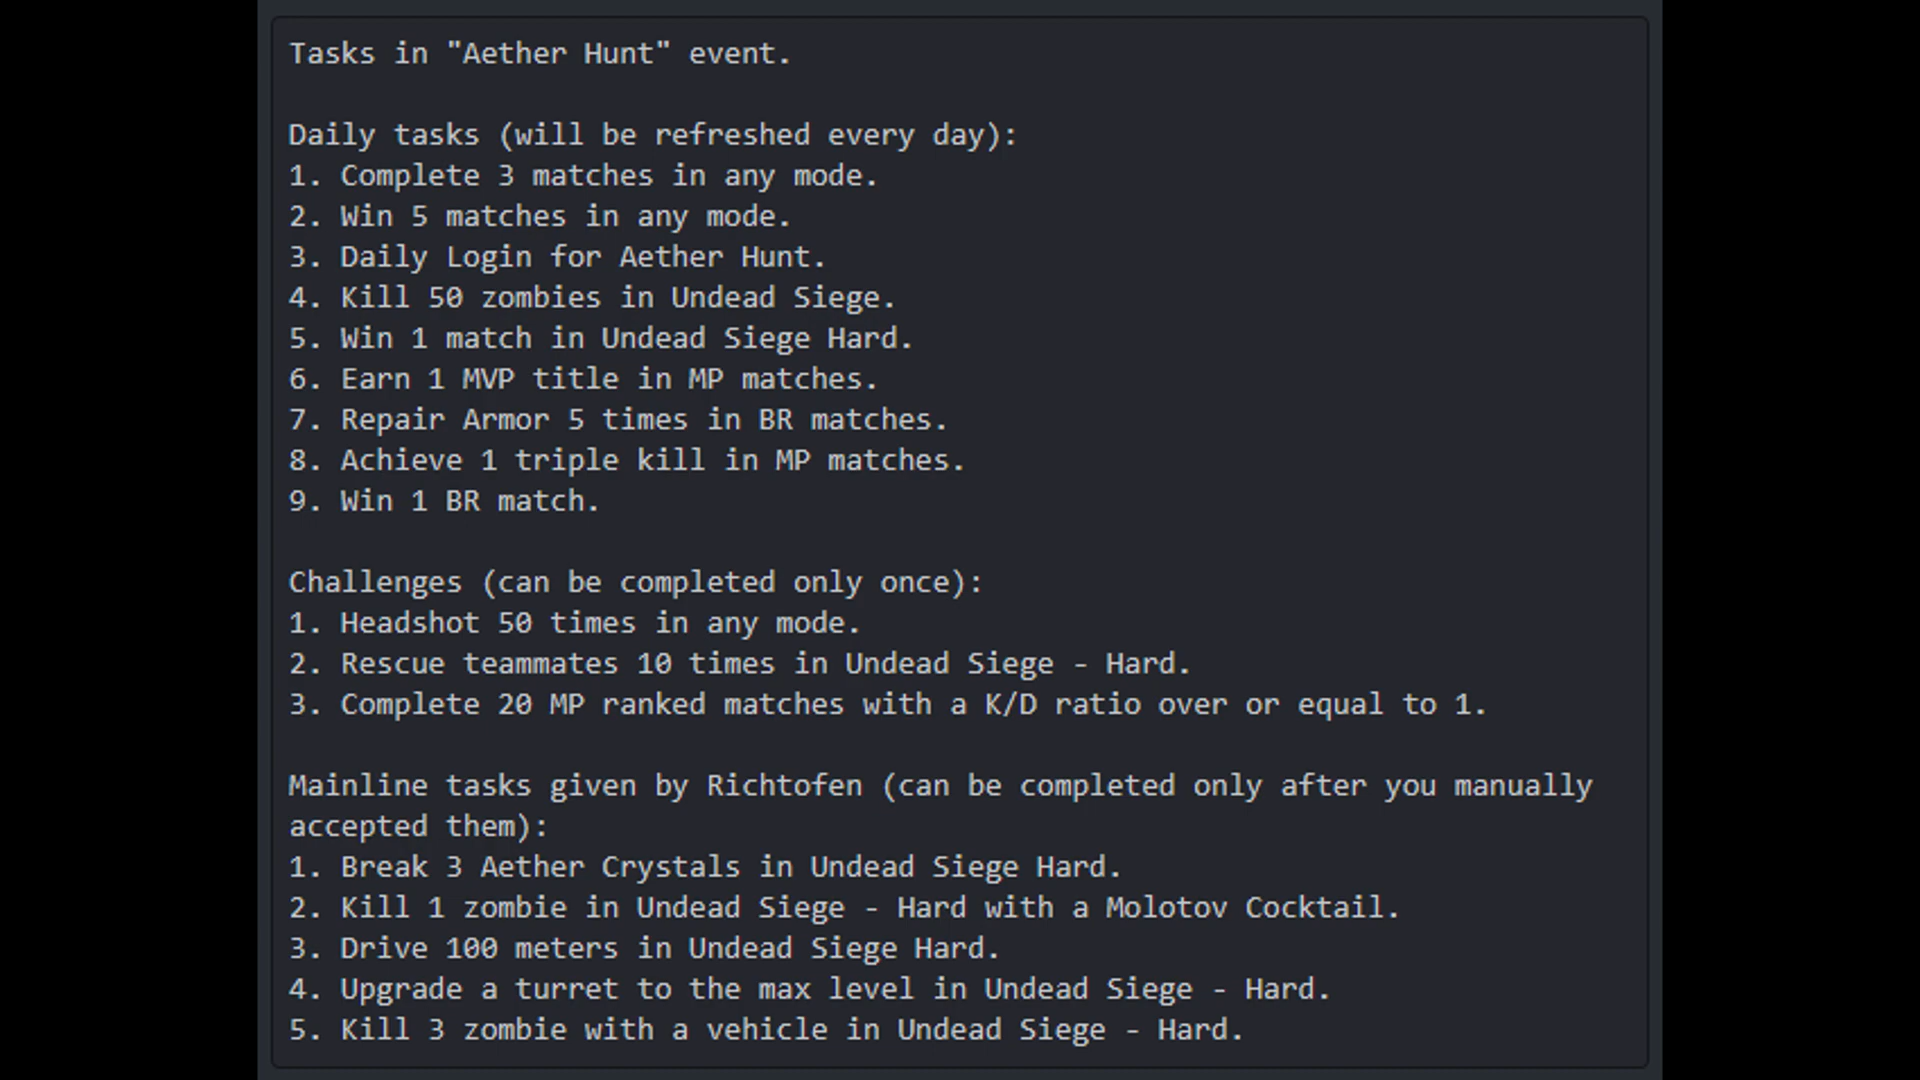 Tasks in "Aether Hunt" event.
Daily tasks (will be refreshed every day):
1. Complete 3 matches in any mode.
2. Win 5 matches in any mode.
3. Daily Login for Aether Hunt.
4. Kill 50 zombies in Undead Siege.
5. Win 1 match in Undead Siege Hard.
6. Earn 1 MVP title in MP matches.
7. Repair Armor 5 times in BR matches.
8. Achieve 1 triple kill in MP matches.
9. Win 1 BR match.
Challenges (can be completed only once):
1. Headshot 50 times in any mode.
2. Rescue teammates 10 times in Undead Siege - Hard.
3. Complete 20 MP ranked matches with a K/D ratio over or equal to 1.
Mainline tasks given by Richtofen (can be completed only after you manually
accepted them):
1. Break 3 Aether Crystals in Undead Siege Hard.
2. Kill 1 zombie in Undead Siege - Hard with a Molotov Cocktail.
3. Drive 100 meters in Undead Siege Hard.
4. Upgrade a turret to the max level in Undead Siege - Hard.
5. Kill 3 zombie with a vehicle in Undead Siege - Hard.